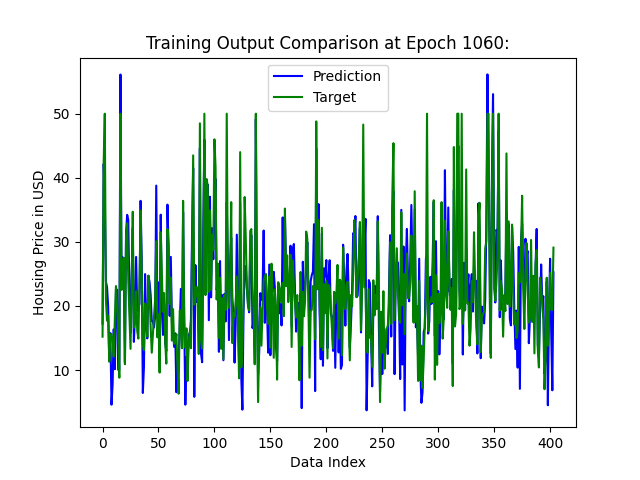 Training Output Comparison at Epoch 1060:
Prediction
Target
Housing Price in USD
50
40
30
20
10
0
50
100
150
200
250
300
350
400
Data Index